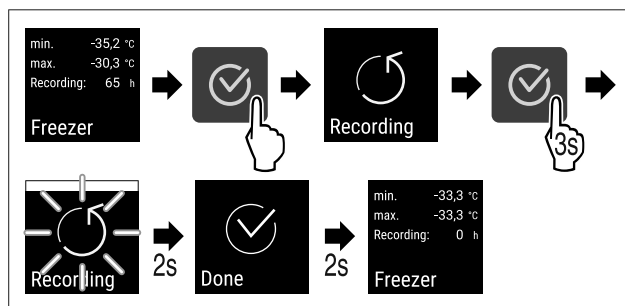 min. -35,2 °C
max. -30,3 °C
Recording: 65 h
Freezer
Recording
3s
Recording
2s
Done
2s
min. -33,3 °C
max. -33,3 °C
Recording: 0 h
Freezer